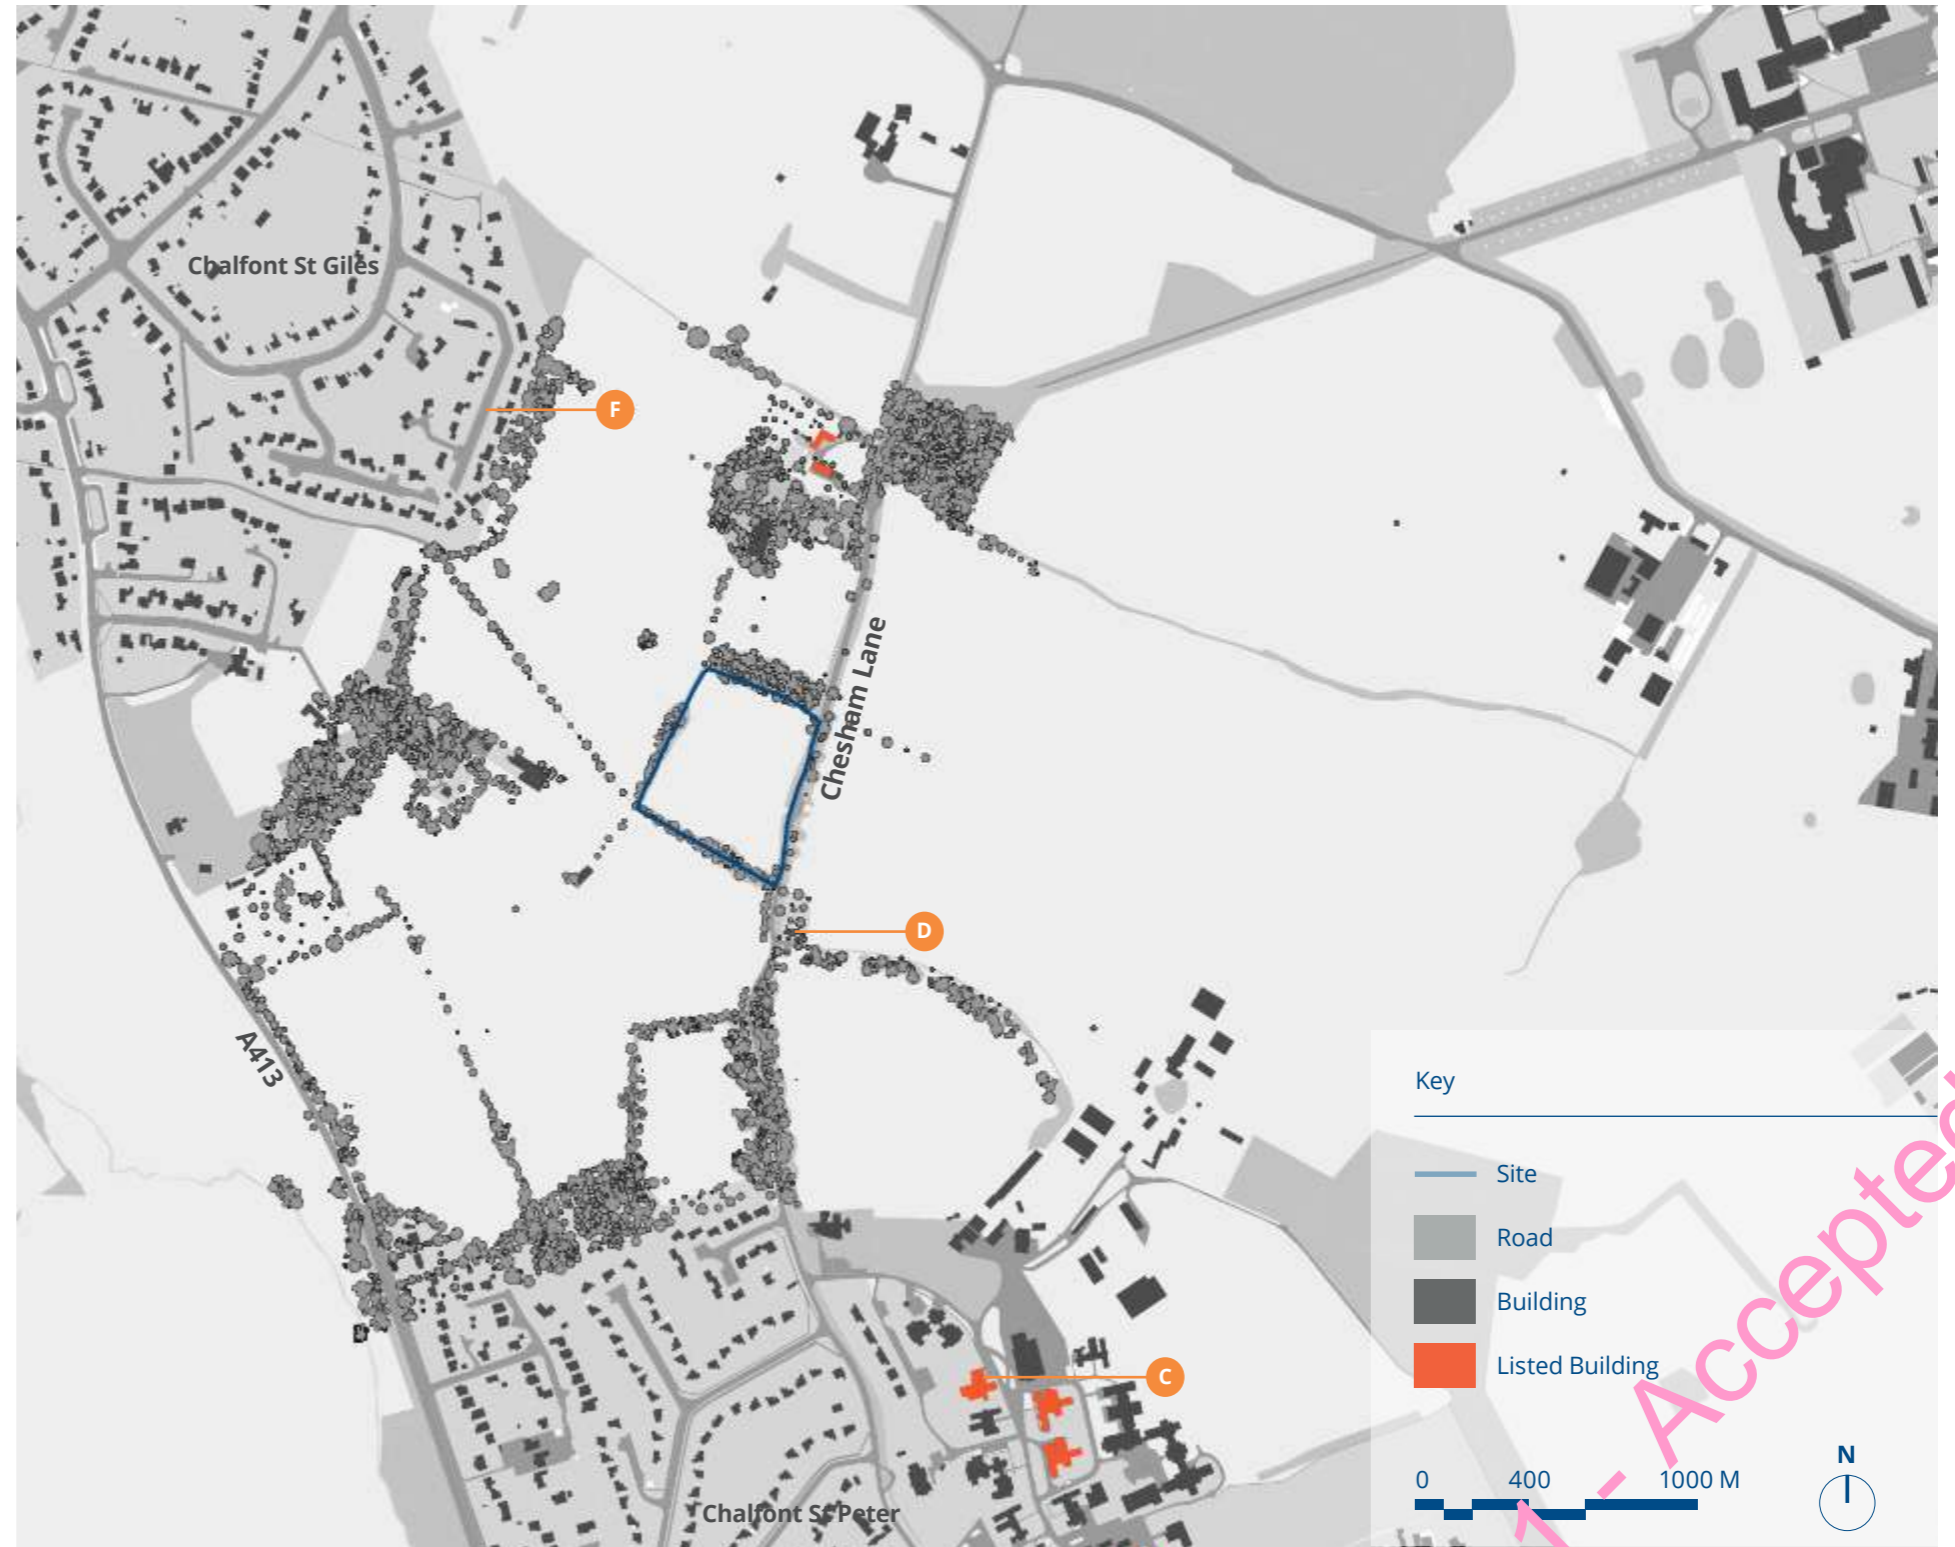 Chalfont St Giles
F
Chesham Lane
D
A413
Key
Site
Road
Building
Listed Building
C
Chalfont St Peter
0 400 1000 M
N
1 - Accepted